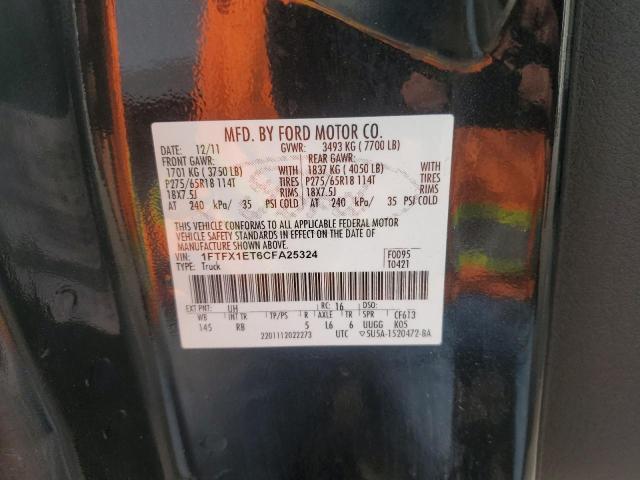 MFD. BY FORD MOTOR CO.
DATE: 12/11 GVWR: 3493 KG ( 7700 LB)
FRONT GAWR: REAR GAWR:
1701 KG ( 3750 LB) 1837 KG ( 4050 LB)
P275/65R18 114T TIRES TIRES P275/65R18 114T
18X7.5J RIMS RIMS 18X7.5J
AT 240 kPa/ 35 PSI COLD AT 240 kPa/ 35 PSI COLD
THIS VEHICLE CONFORMS TO ALL APPLICABLE FEDERAL MOTOR
VEHICLE SAFETY STANDARDS IN EFFECT ON THE DATE OF
MANUFACTURE SHOWN ABOVE.
VIN: 1FTFX1ET6CFA25324 F0095
TYPE: Truck T0421
EXT PNT: UH RC: 16 DSO:
WB INT TR TP/PS R AXLE TR SPR CF613
145 RB 5 L6 6 UUGG K05
2201112022273 UTC 5U5A-1520472-BA